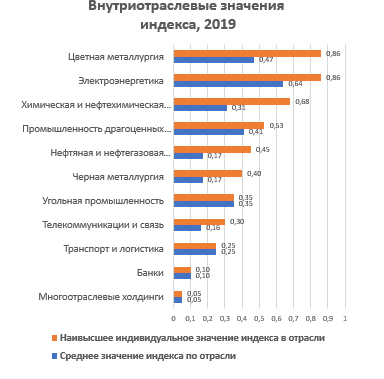 Внутриотраслевые значения
индекса, 2019
Цветная металлургия 0,86 0,47
Электроэнергетика 0,86 0,64
Химическая и нефтехимическая... 0,68 0,31
Промышленность драгоценных... 0,53 0,41
Нефтяная и нефтегазовая... 0,45 0,17
Черная металлургия 0,40 0,17
Угольная промышленность 0,35 0,35
Телекоммуникации и связь 0,30 0,16
Транспорт и логистика 0,25 0,25
Банки 0,10 0,10
Многоотраслевые холдинги 0,05 0,05
0 0,1 0,2 0,3 0,4 0,5 0,6 0,7 0,8 0,9 1
Наивысшее индивидуальное значение индекса в отрасли
Среднее значение индекса по отрасли